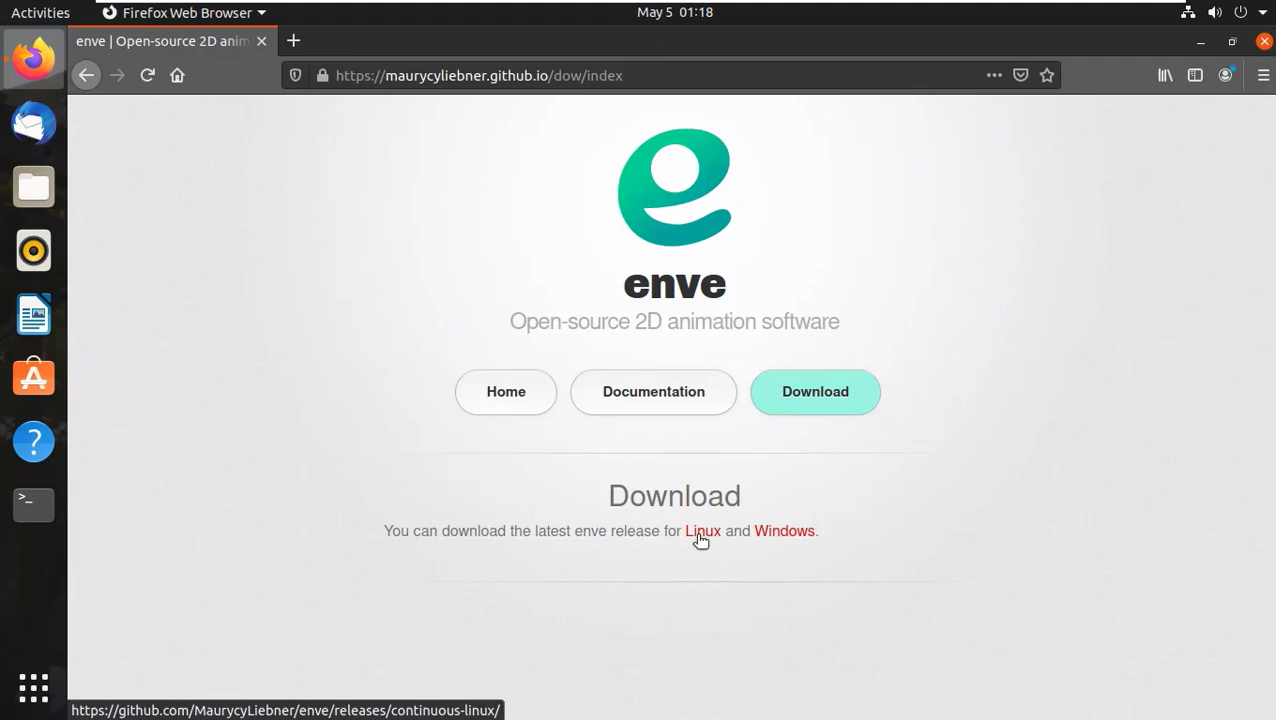 Activities
Firefox Web Browser
May 5 01:18
enve | Open-source 2D anim
https://maurycyliebner.github.io/dow/index
enve
Open-source 2D animation software
Home
Documentation
Download
Download
You can download the latest enve release for Linux and Windows.
https://github.com/MaurycyLiebner/enve/releases/continuous-linux/